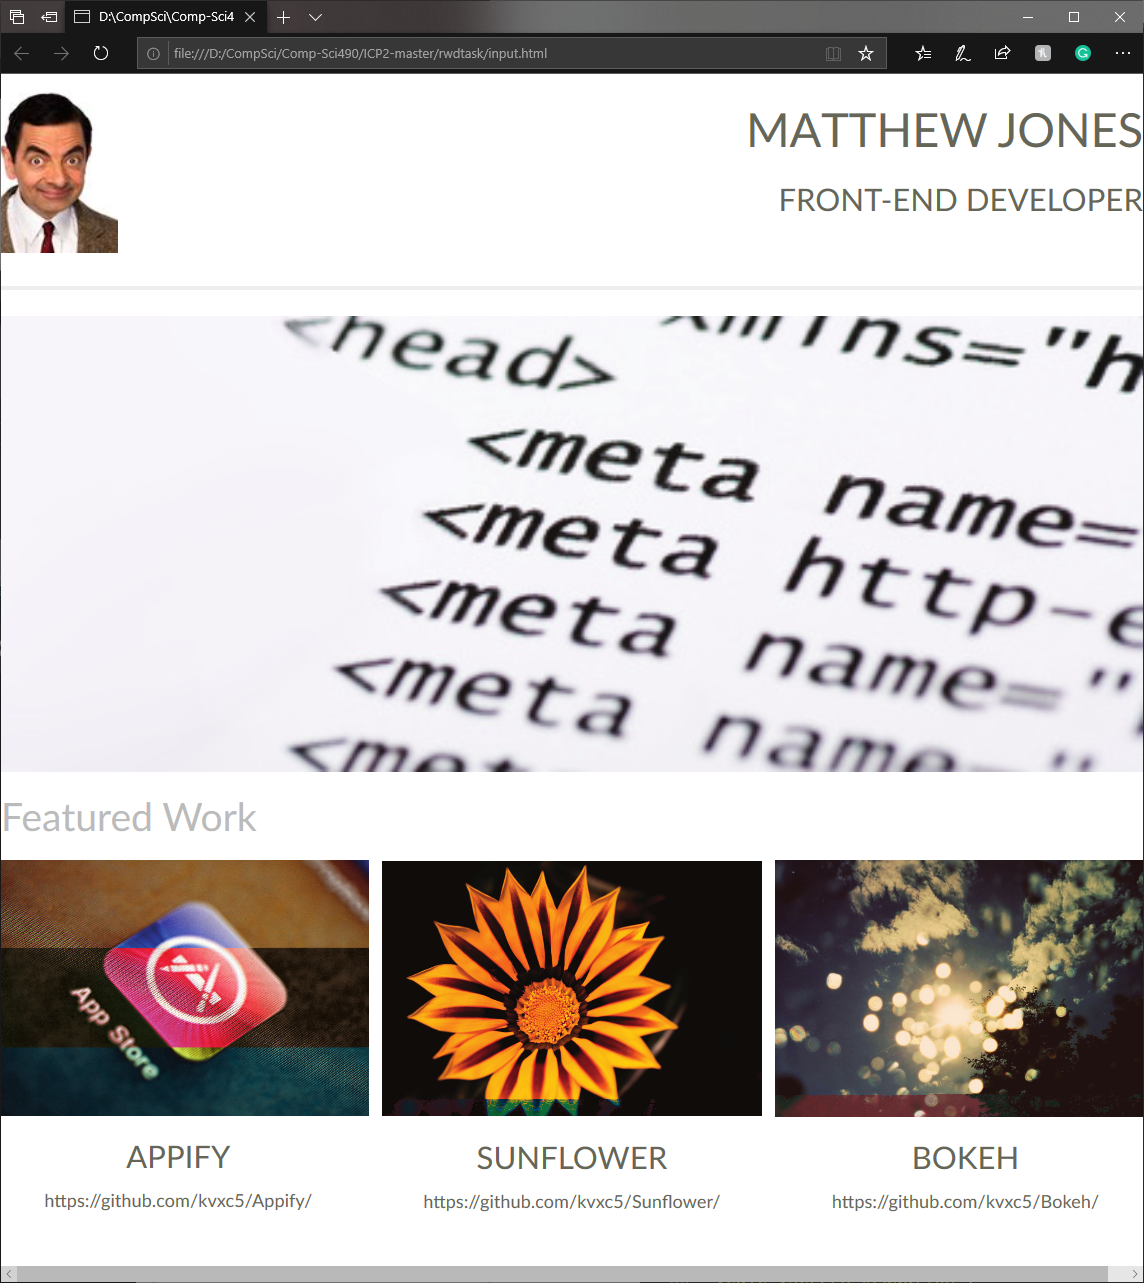 D:\CompSci\Comp-Sci4
file:///D:/CompSci/Comp-Sci490/ICP2-master/rwdtask/input.html
MATTHEW JONES
FRONT-END DEVELOPER
xmlns="h
<head>
<meta name=
<meta http-e
<meta name="
<meta name="
<met
Featured Work
App Store
APPIFY
SUNFLOWER
BOKEH
https://github.com/kvxc5/Appify/
https://github.com/kvxc5/Sunflower/
https://github.com/kvxc5/Bokeh/